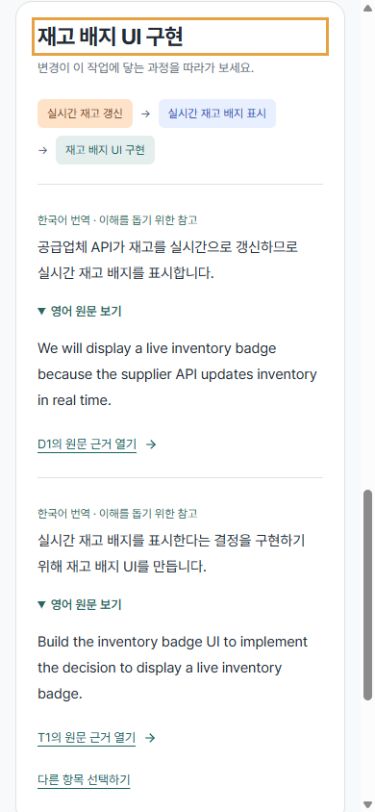 재고 배지 UI 구현
변경이 이 작업에 닿는 과정을 따라가 보세요.
실시간 재고 갱신 → 실시간 재고 배지 표시
→ 재고 배지 UI 구현
한국어 번역 · 이해를 돕기 위한 참고
공급업체 API가 재고를 실시간으로 갱신하므로
실시간 재고 배지를 표시합니다.
▼ 영어 원문 보기
We will display a live inventory badge
because the supplier API updates inventory
in real time.
D1의 원문 근거 열기 →
한국어 번역 · 이해를 돕기 위한 참고
실시간 재고 배지를 표시한다는 결정을 구현하기
위해 재고 배지 UI를 만듭니다.
▼ 영어 원문 보기
Build the inventory badge UI to implement
the decision to display a live inventory
badge.
T1의 원문 근거 열기 →
다른 항목 선택하기